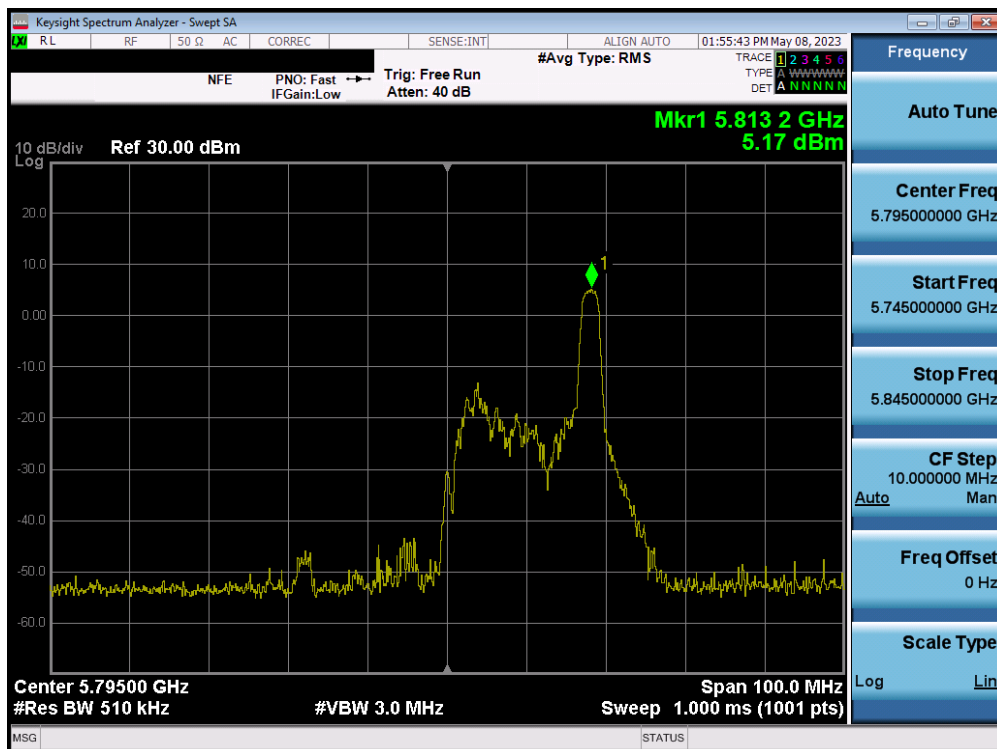 Keysight Spectrum Analyzer - Swept SA
LXI RL RF 50 Ω AC CORREC SENSE:INT ALIGN AUTO 01:55:43 PM May 08, 2023
Frequency
#Avg Type: RMS
TRACE 1 2 3 4 5 6
NFE PNO: Fast Trig: Free Run
TYPE A WWWWW
IFGain:Low Atten: 40 dB
DET A N N N N N
Auto Tune
Mkr1 5.813 2 GHz
5.17 dBm
10 dB/div Ref 30.00 dBm
Log
Center Freq
5.795000000 GHz
20.0
10.0
1
Start Freq
5.745000000 GHz
0.00
-10.0
Stop Freq
5.845000000 GHz
-20.0
-30.0
CF Step
10.000000 MHz
Auto Man
-40.0
Freq Offset
0 Hz
-50.0
-60.0
Scale Type
Log Lin
Center 5.79500 GHz Span 100.0 MHz
#Res BW 510 kHz #VBW 3.0 MHz Sweep 1.000 ms (1001 pts)
MSG STATUS